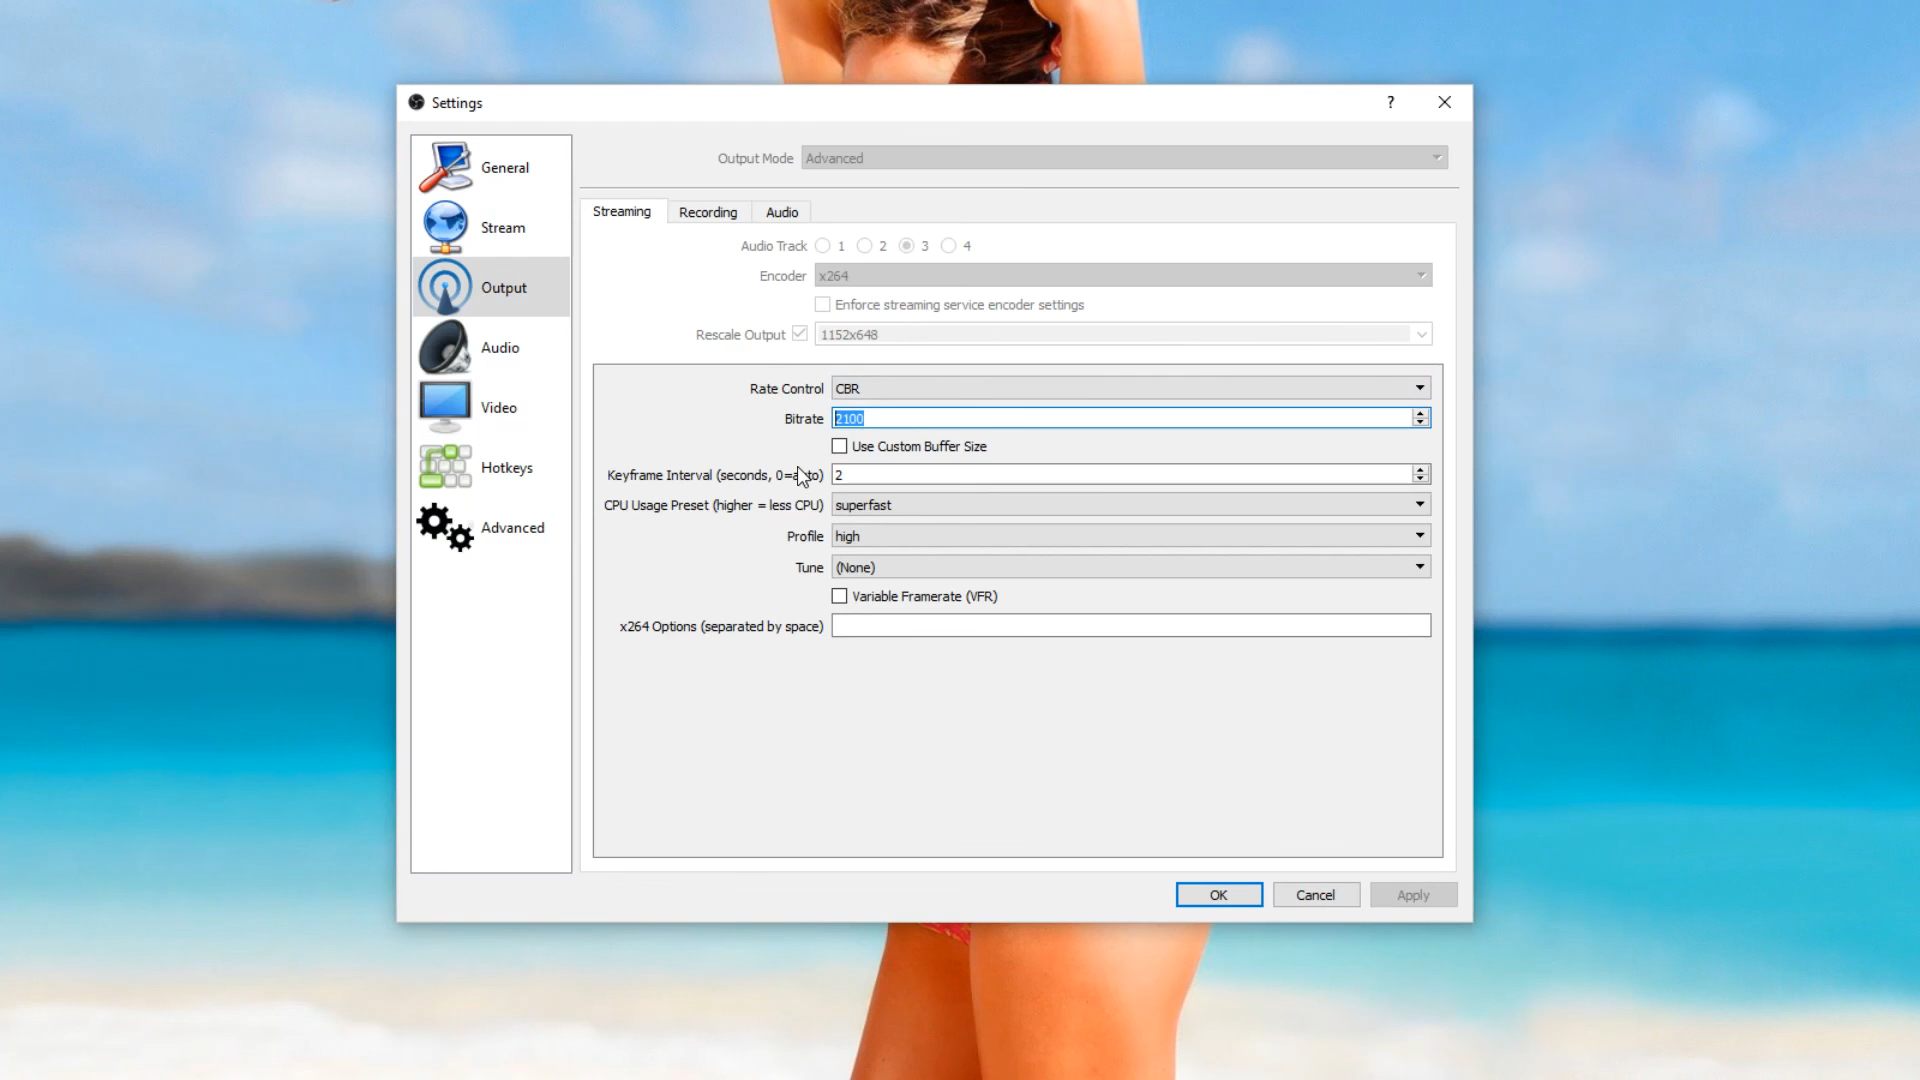 Settings
?
General
Stream
Output
Audio
Video
Hotkeys
Advanced
Output Mode Advanced
Streaming Recording Audio
Audio Track 1 2 3 4
Encoder x264
Enforce streaming service encoder settings
Rescale Output 1152x648
Rate Control CBR
Bitrate 2100
Use Custom Buffer Size
Keyframe Interval (seconds, 0=auto) 2
CPU Usage Preset (higher = less CPU) superfast
Profile high
Tune (None)
Variable Framerate (VFR)
x264 Options (separated by space)
OK Cancel Apply